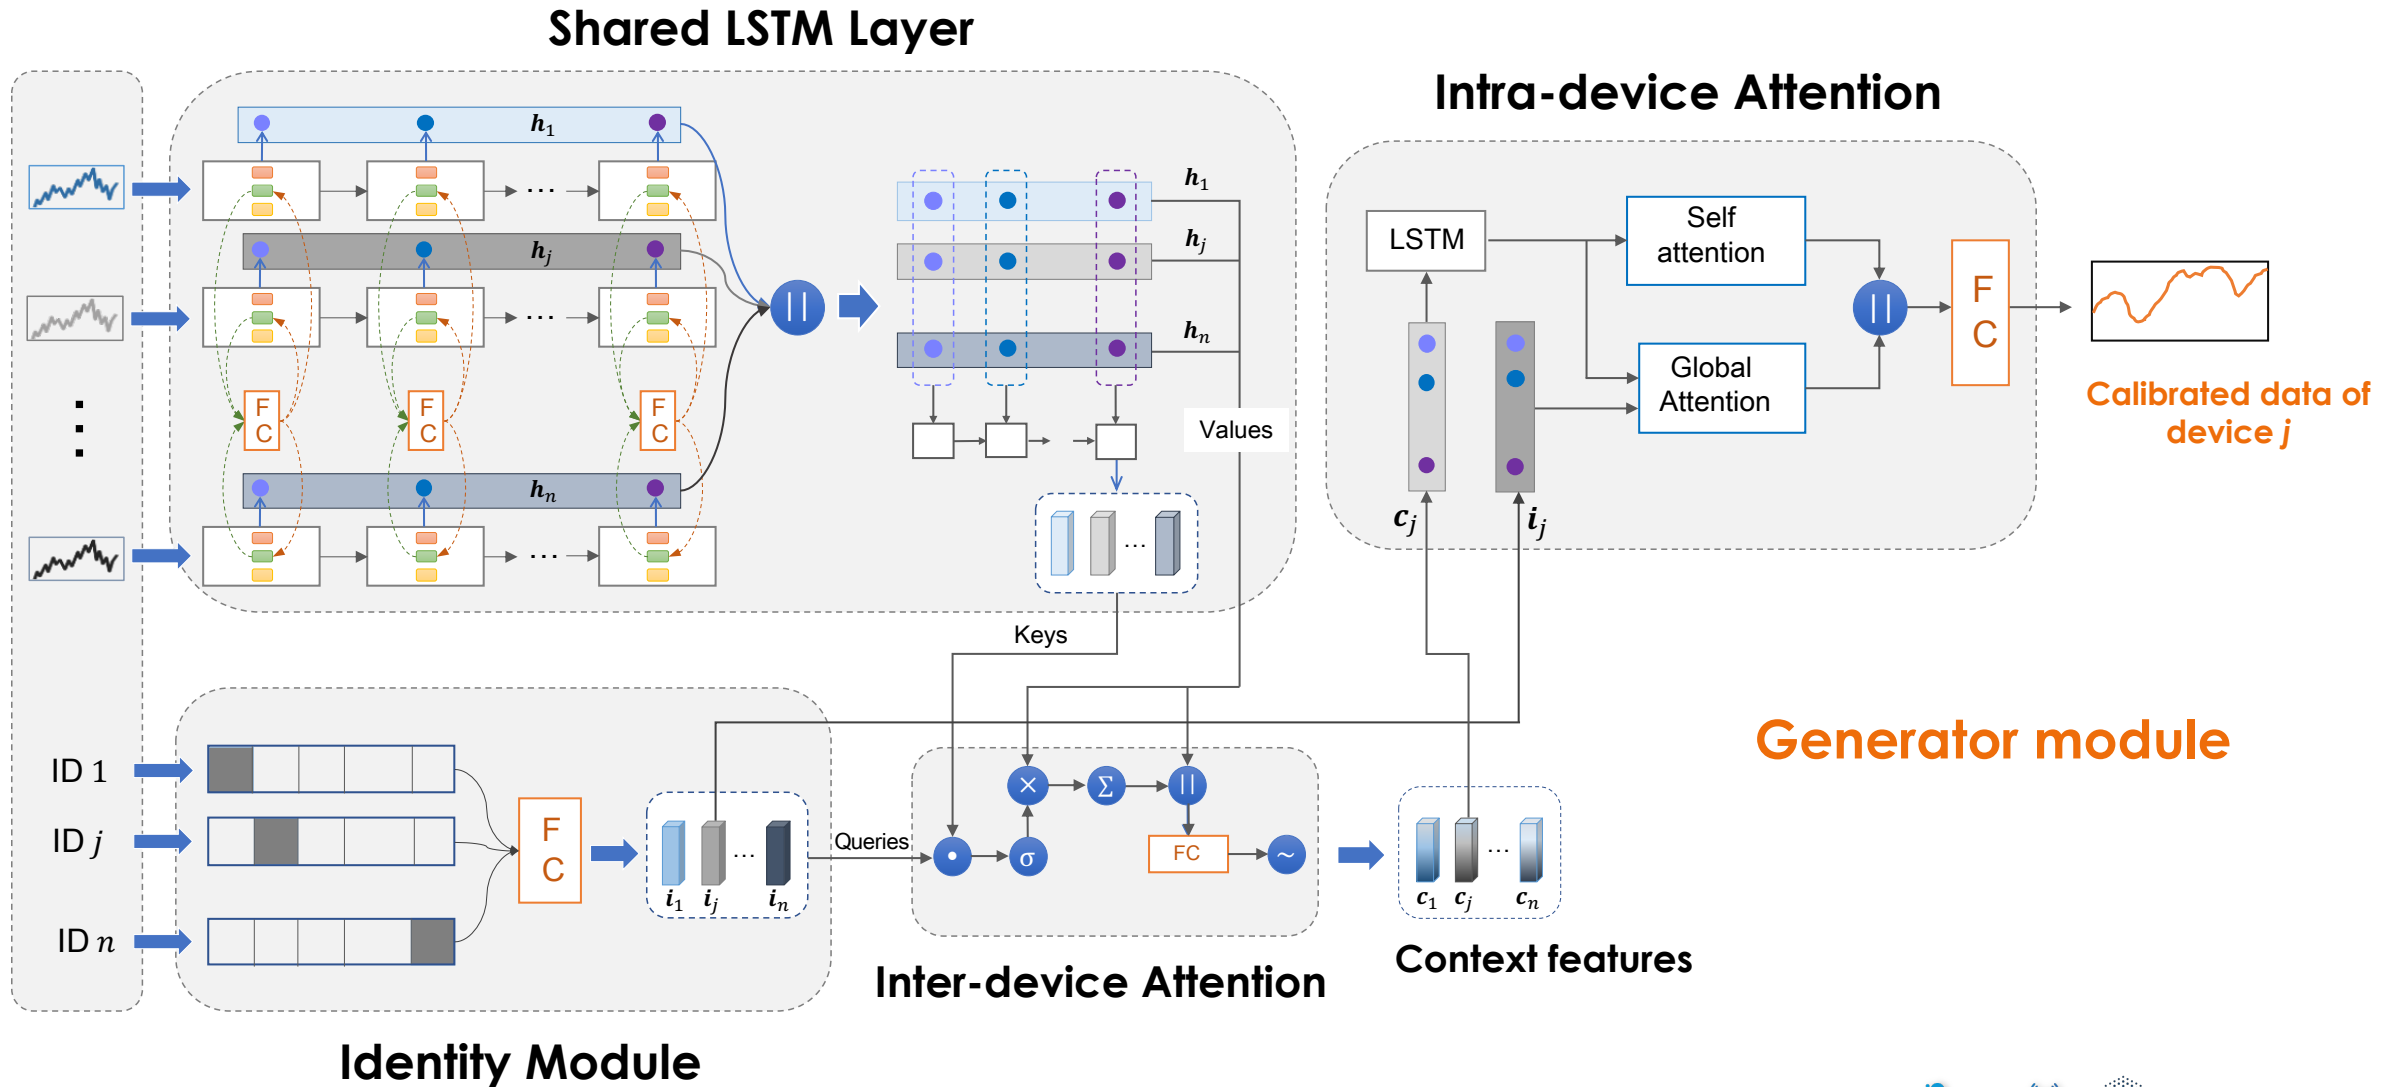 Shared LSTM Layer
Intra-device Attention
h1
hj
hn
F
C
F
C
F
C
||
h1
hj
hn
Values
Keys
...
LSTM
Self
attention
Global
Attention
||
F
C
cj
ij
Calibrated data of
device j
Generator module
ID 1
ID j
ID n
F
C
i1
ij
...
in
Queries
×
Σ
||
σ
FC
~
c1
cj
...
cn
Context features
Inter-device Attention
Identity Module